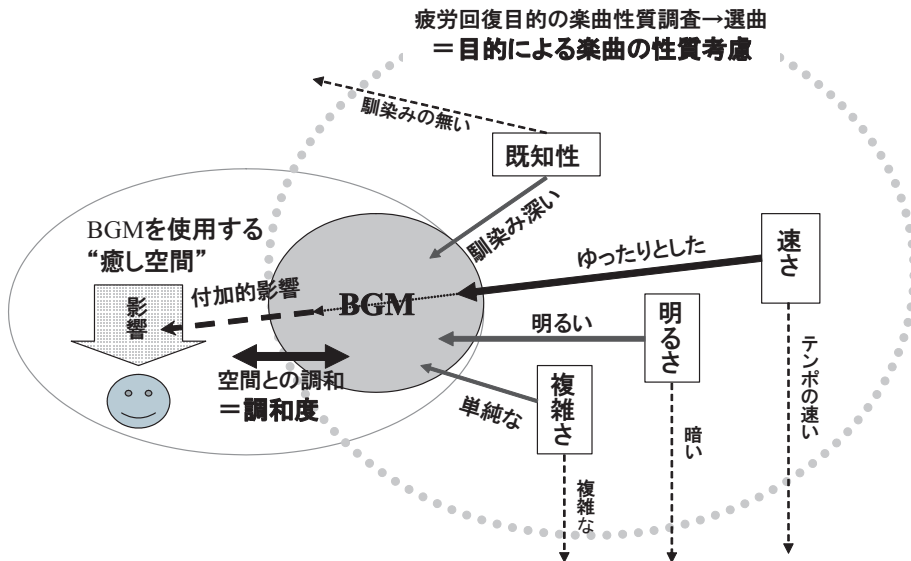 疲労回復目的の楽曲性質調査→選曲
＝目的による楽曲の性質考慮
馴染みの無い
既知性
馴染み深い
BGMを使用する
“癒し空間”
影響
付加的影響
BGM
ゆったりとした
速さ
明るい
明るさ
空間との調和
＝調和度
単純な
複雑さ
テンポの速い
暗い
複雑な